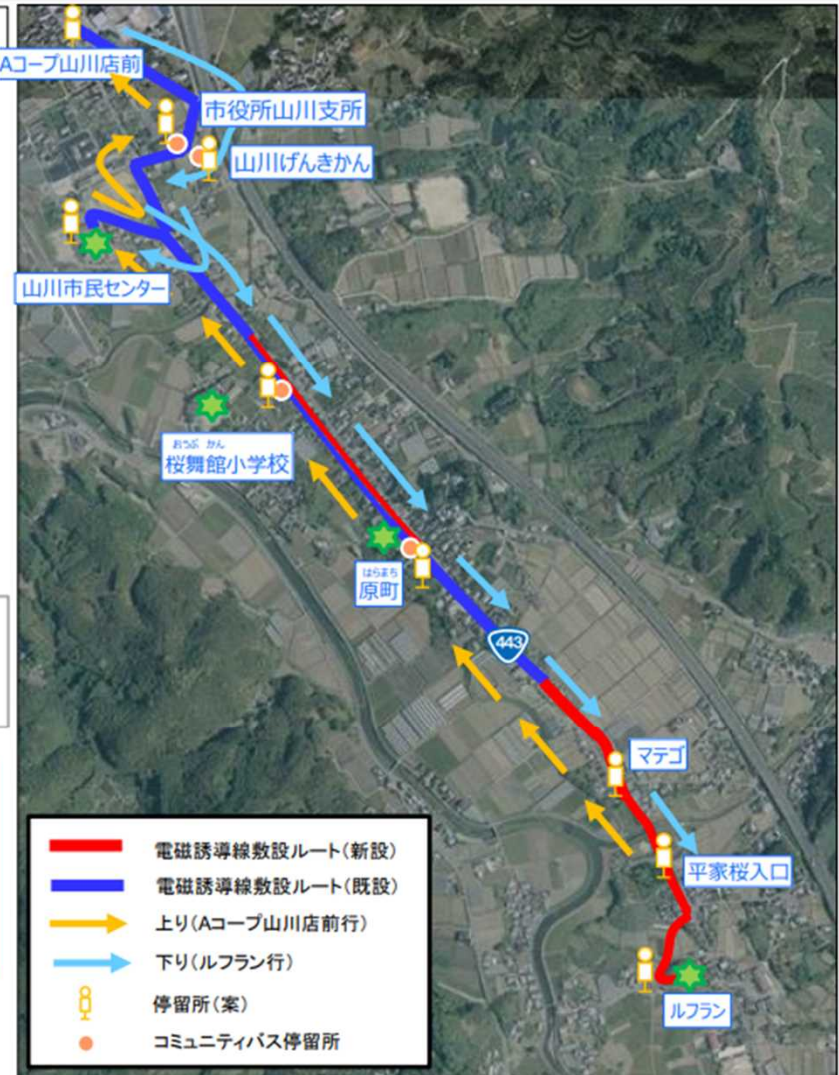 Aコープ山川店前
市役所山川支所
山川げんきかん
山川市民センター
おうぶ かん
桜舞館小学校
はらまち
原町
443
マテゴ
平家桜入口
ルフラン
電磁誘導線敷設ルート(新設)
電磁誘導線敷設ルート(既設)
上り(Aコープ山川店前行)
下り(ルフラン行)
停留所(案)
コミュニティバス停留所